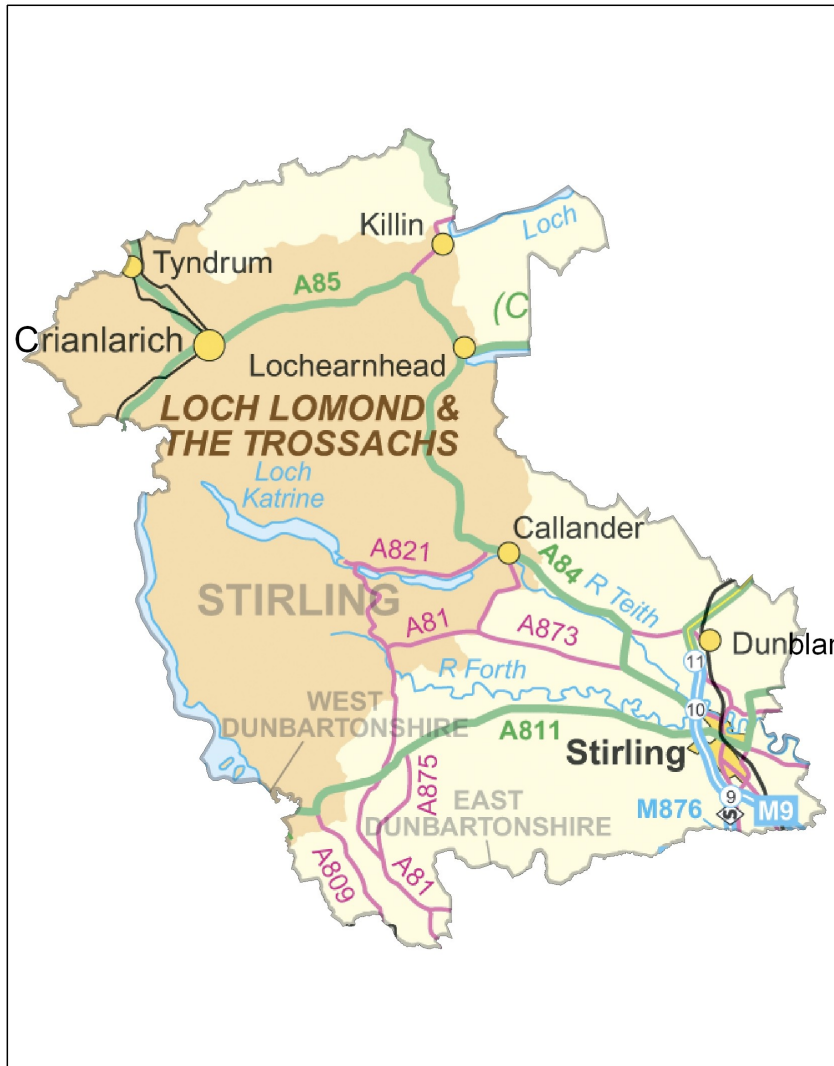 Killin
Loch
Tyndrum
A85
(C
Crianlarich
Lochearnhead
LOCH LOMOND &
THE TROSSACHS
Loch
Katrine
Callander
A821
A84
R Teith
STIRLING
A81
A873
Dunblan
11
R Forth
WEST
DUNBARTONSHIRE
10
A811
Stirling
A875
EAST
DUNBARTONSHIRE
M876
9
M9
S
A809
A81